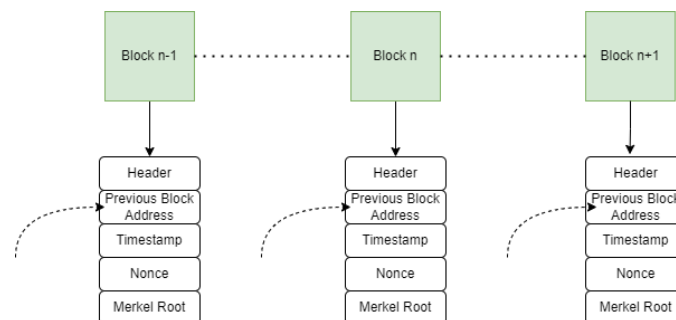 Block n-1
Block n
Block n+1
Header
Header
Header
Previous Block
Address
Previous Block
Address
Previous Block
Address
Timestamp
Timestamp
Timestamp
Nonce
Nonce
Nonce
Merkel Root
Merkel Root
Merkel Root